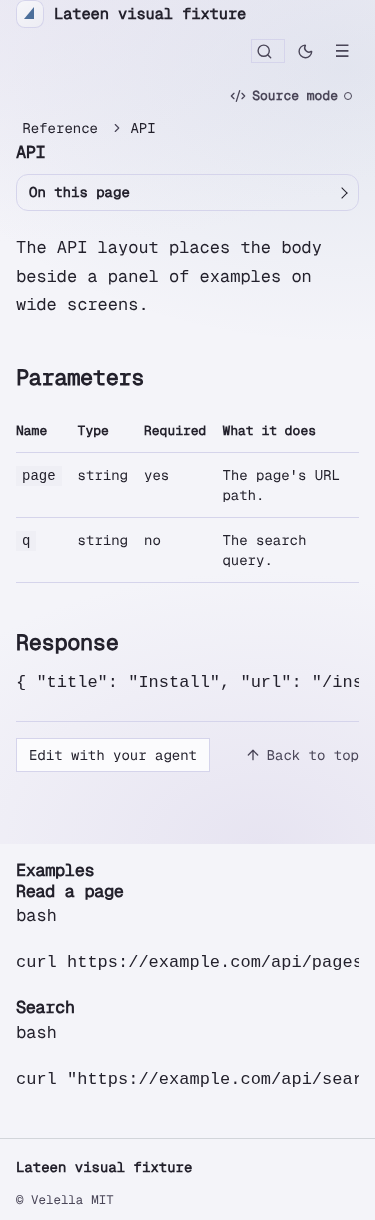 Lateen visual fixture
Source mode
Reference > API
API
On this page
The API layout places the body
beside a panel of examples on
wide screens.
Parameters
Name Type Required What it does
page string yes The page's URL
path.
q string no The search
query.
Response
{ "title": "Install", "url": "/ins
Edit with your agent ↑ Back to top
Examples
Read a page
bash
curl https://example.com/api/pages
Search
bash
curl "https://example.com/api/sear
Lateen visual fixture
© Velella MIT